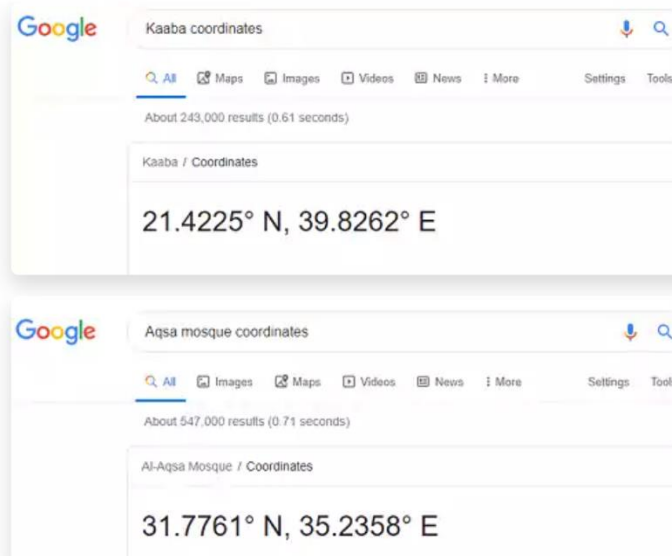 Google Kaaba coordinates
All Maps Images Videos News More Settings Tools
About 243,000 results (0.61 seconds)
Kaaba / Coordinates
21.4225° N, 39.8262° E
Google Aqsa mosque coordinates
All Images Maps Videos News More Settings Tool
About 547,000 results (0.71 seconds)
Al-Aqsa Mosque / Coordinates
31.7761° N, 35.2358° E